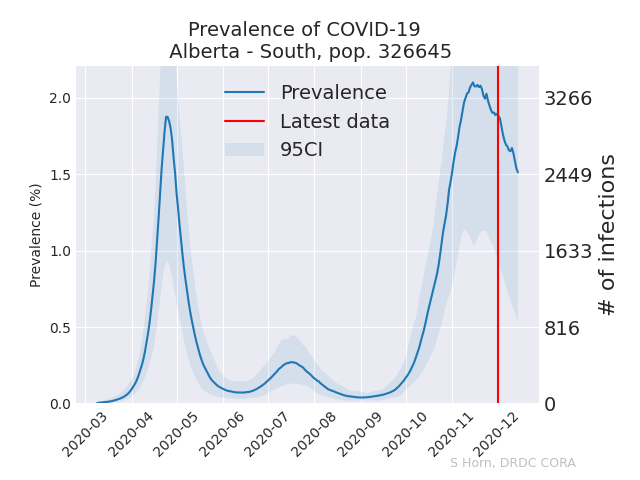 Prevalence of COVID-19
Alberta - South, pop. 326645
Prevalence
Latest data
95CI
Prevalence (%)
2.0
1.5
1.0
0.5
0.0
# of infections
3266
2449
1633
816
0
2020-03
2020-04
2020-05
2020-06
2020-07
2020-08
2020-09
2020-10
2020-11
2020-12
S Horn, DRDC CORA